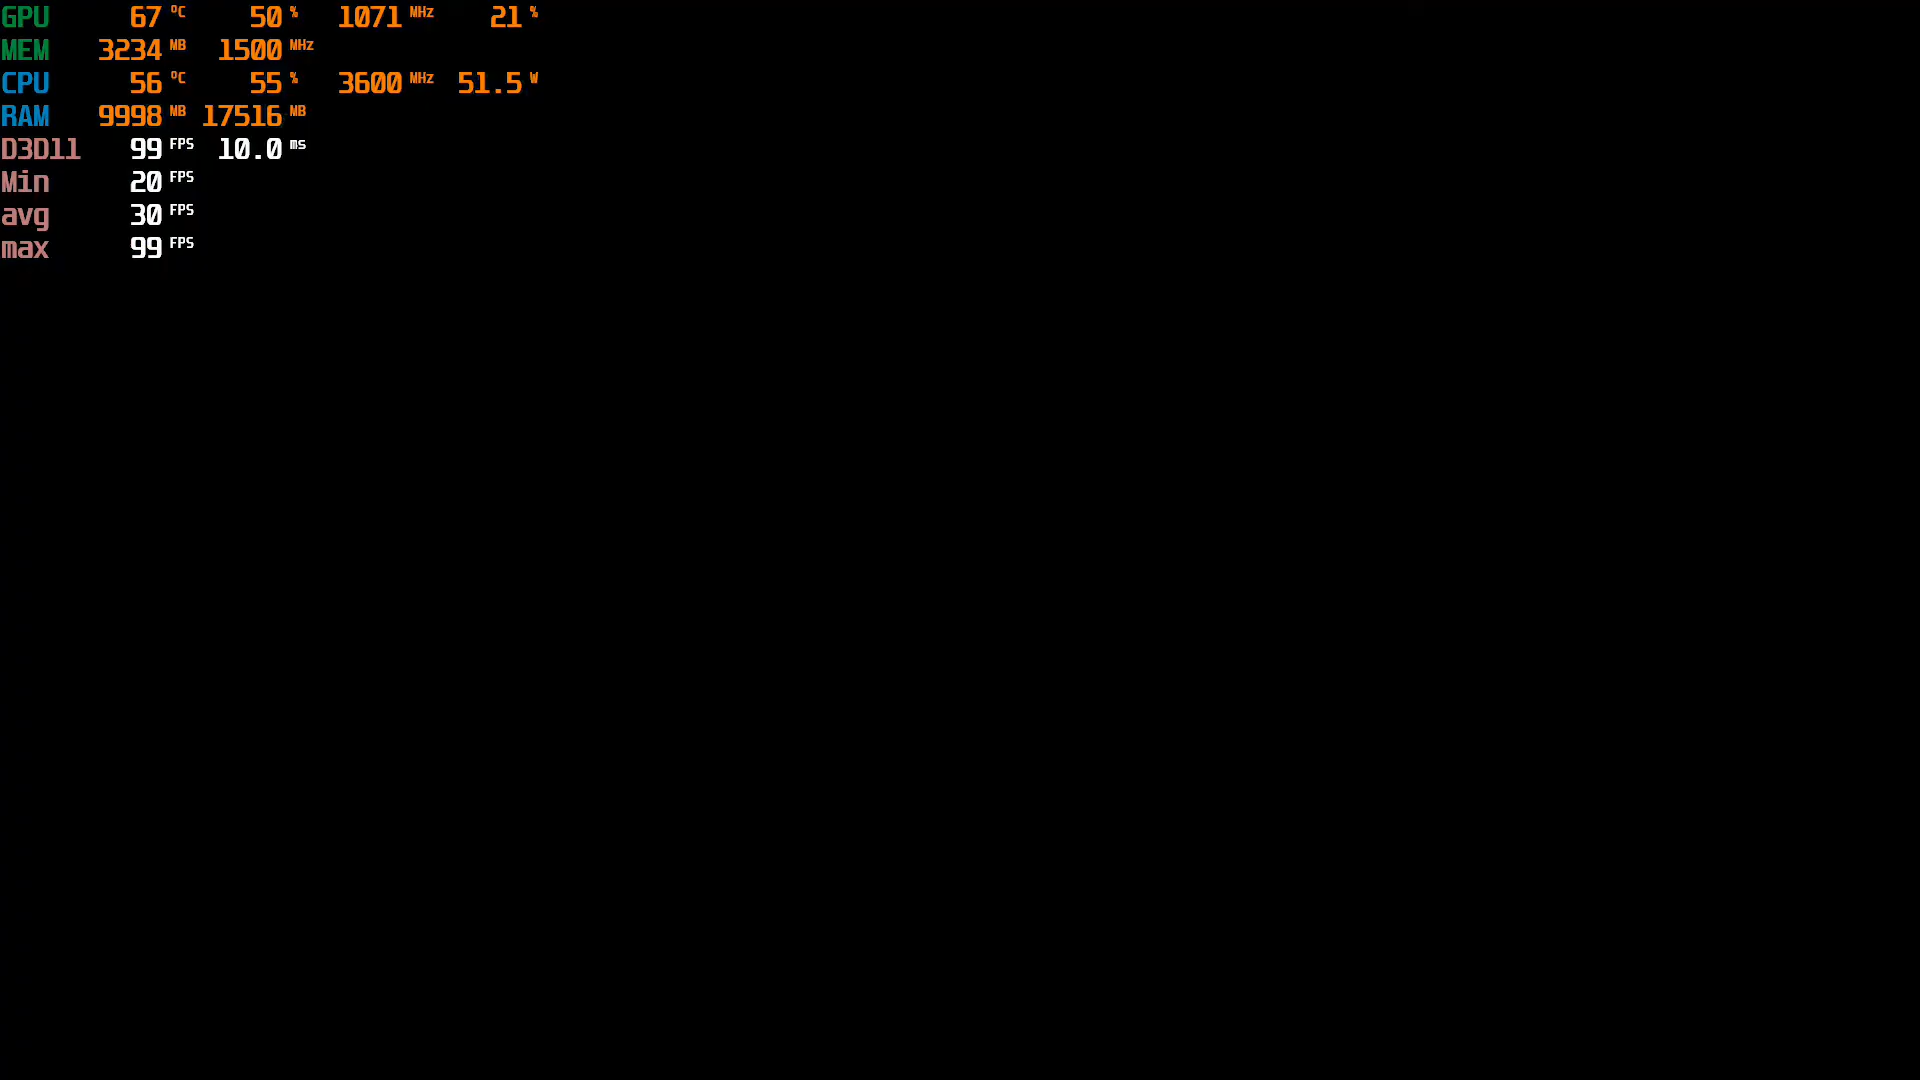 GPU 67 °C 50 % 1071 MHz 21 %
MEM 3234 MB 1500 MHz
CPU 56 °C 55 % 3600 MHz 51.5 W
RAM 9998 MB 17516 MB
D3D11 99 FPS 10.0 ms
Min 20 FPS
avg 30 FPS
max 99 FPS